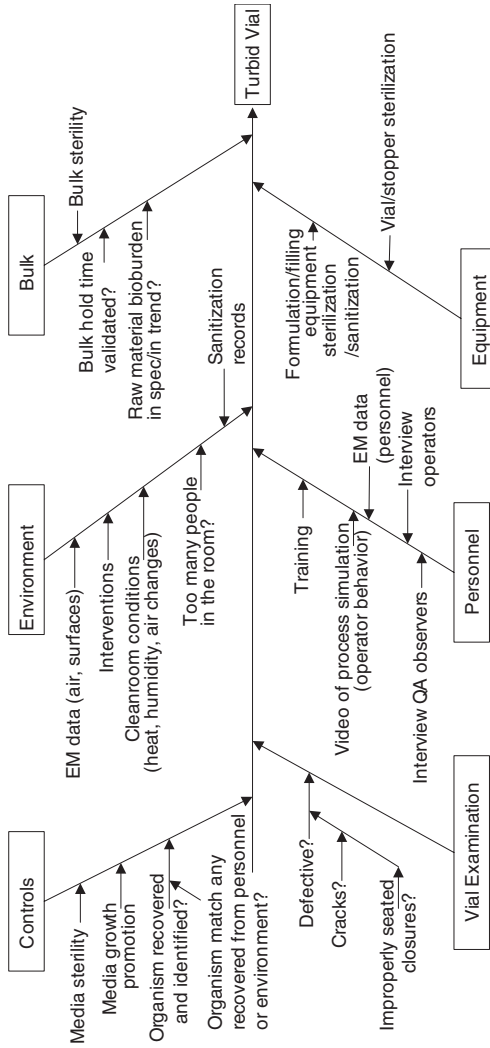 Controls
Media sterility
Media growth
promotion
Organism recovered
and identified?
Organism match any
recovered from personnel
or environment?
Environment
EM data (air, surfaces)
Interventions
Cleanroom conditions
(heat, humidity, air changes)
Too many people
in the room?
Sanitization
records
Bulk
Bulk sterility
Bulk hold time
validated?
Raw material bioburden
in spec/in trend?
Turbid Vial
Vial Examination
Defective?
Cracks?
Improperly seated
closures?
Personnel
Training
Video of process simulation
(operator behavior)
EM data
(personnel)
Interview
operators
Interview QA observers
Equipment
Formulation/filling
equipment
sterilization
/sanitization
Vial/stopper sterilization